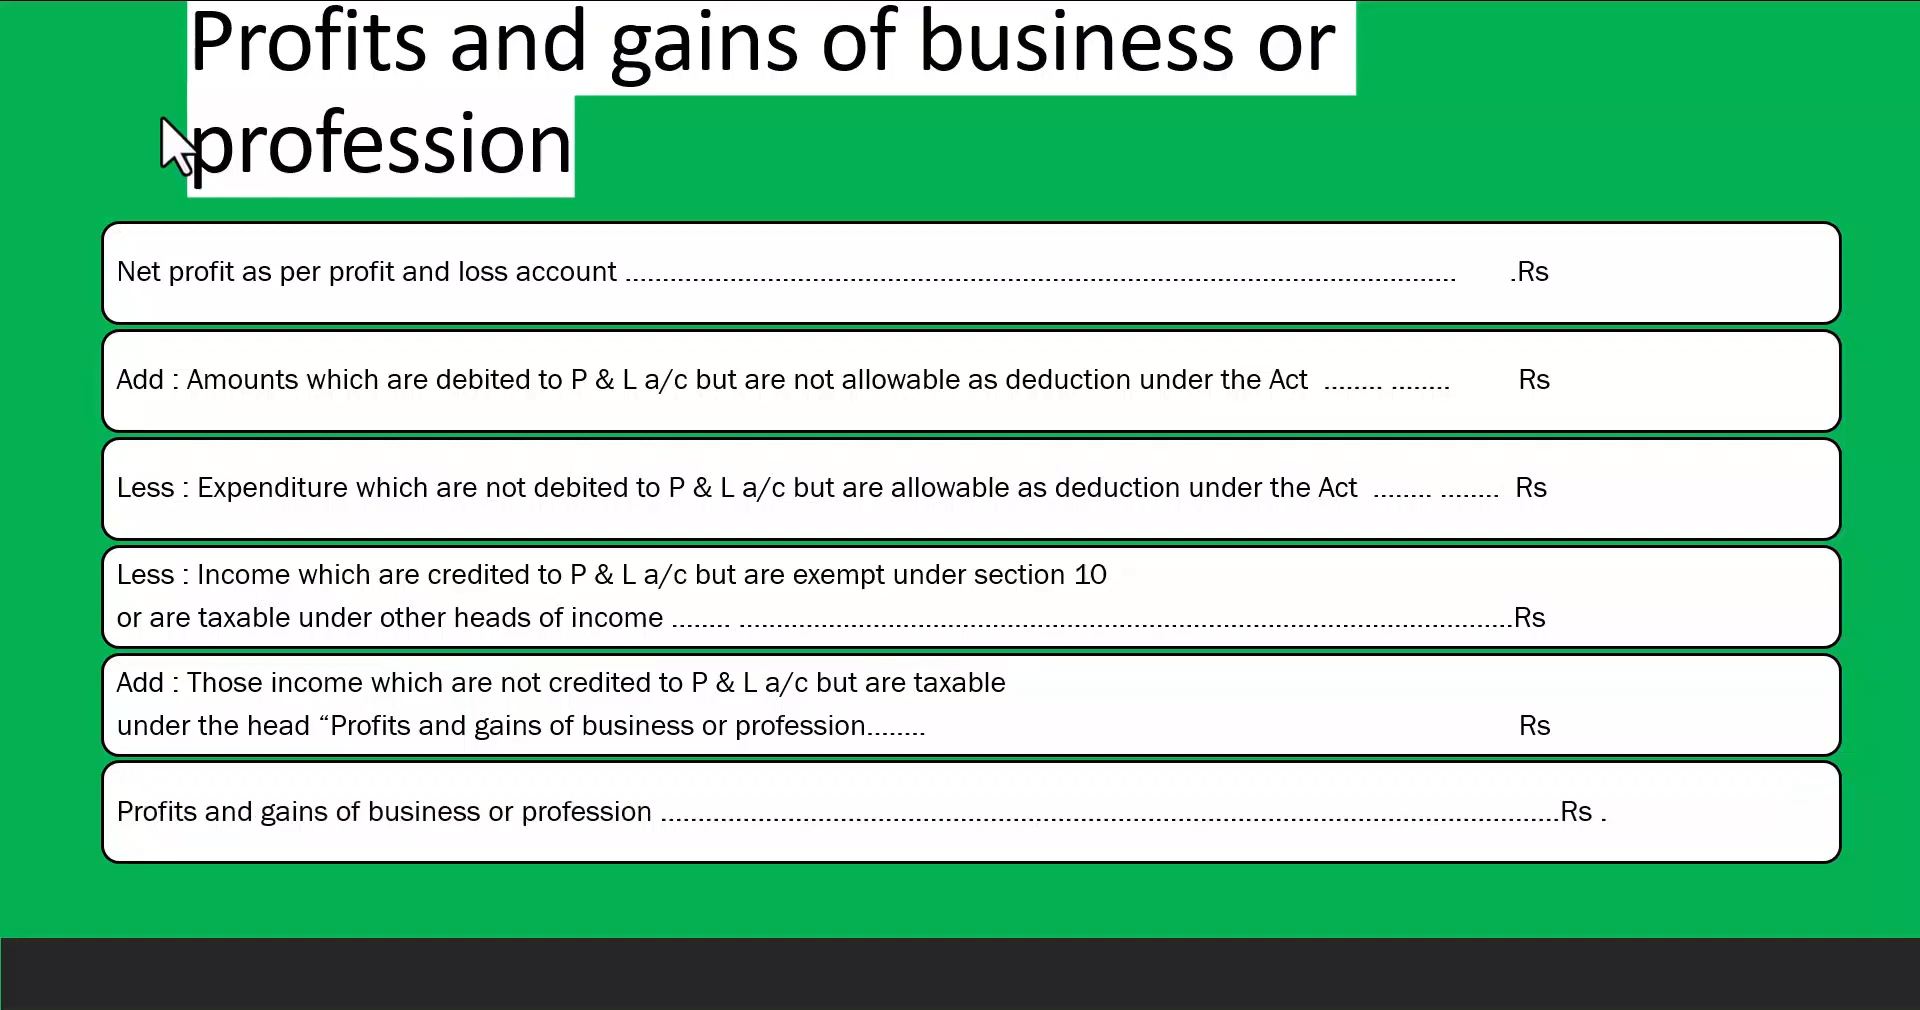 Profits and gains of business or
profession
Net profit as per profit and loss account ............................................................................................................... .Rs
Add : Amounts which are debited to P & L a/c but are not allowable as deduction under the Act ........ ........ Rs
Less : Expenditure which are not debited to P & L a/c but are allowable as deduction under the Act ........ ........ Rs
Less : Income which are credited to P & L a/c but are exempt under section 10
or are taxable under other heads of income ........ .......................................................................................................Rs
Add : Those income which are not credited to P & L a/c but are taxable
under the head “Profits and gains of business or profession........ Rs
Profits and gains of business or profession ........................................................................................................................Rs .